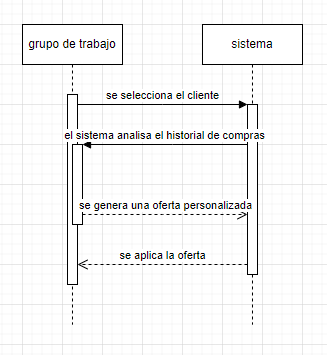 grupo de trabajo
sistema
se selecciona el cliente
el sistema analisa el historial de compras
se genera una oferta personalizada
se aplica la oferta